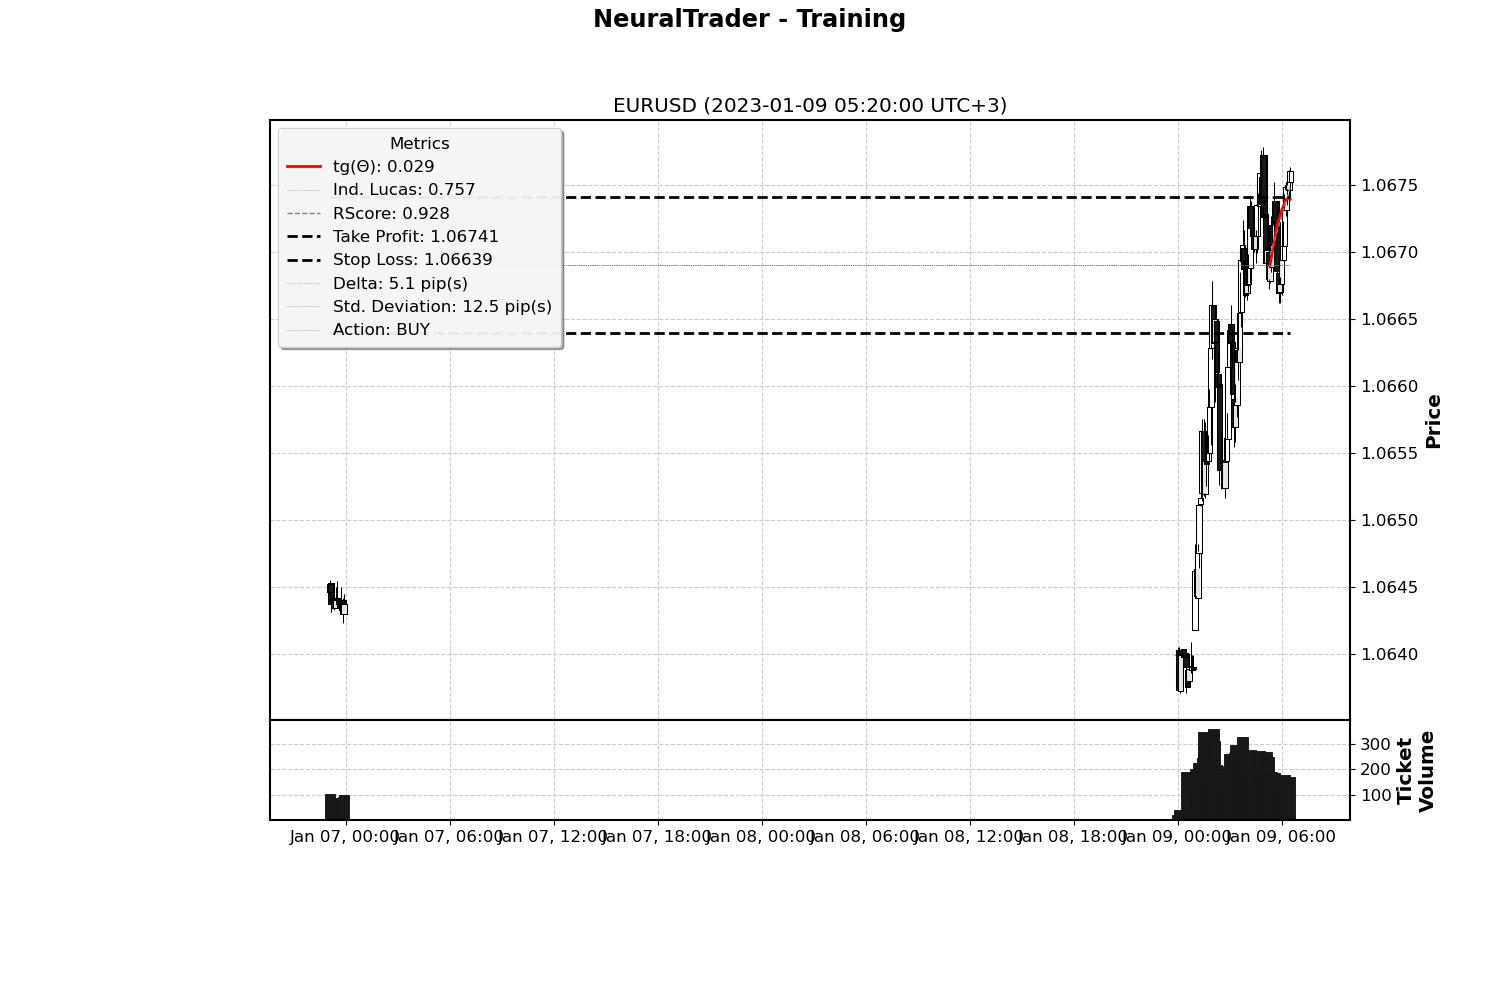 NeuralTrader - Training
EURUSD (2023-01-09 05:20:00 UTC+3)
Metrics
tg(Θ): 0.029
Ind. Lucas: 0.757
RScore: 0.928
Take Profit: 1.06741
Stop Loss: 1.06639
Delta: 5.1 pip(s)
Std. Deviation: 12.5 pip(s)
Action: BUY
1.0675
1.0670
1.0665
1.0660
1.0655
1.0650
1.0645
1.0640
Price
300
200
100
Ticket
Volume
Jan 07, 00:00 Jan 07, 06:00 Jan 07, 12:00 Jan 07, 18:00 Jan 08, 00:00 Jan 08, 06:00 Jan 08, 12:00 Jan 08, 18:00 Jan 09, 00:00 Jan 09, 06:00